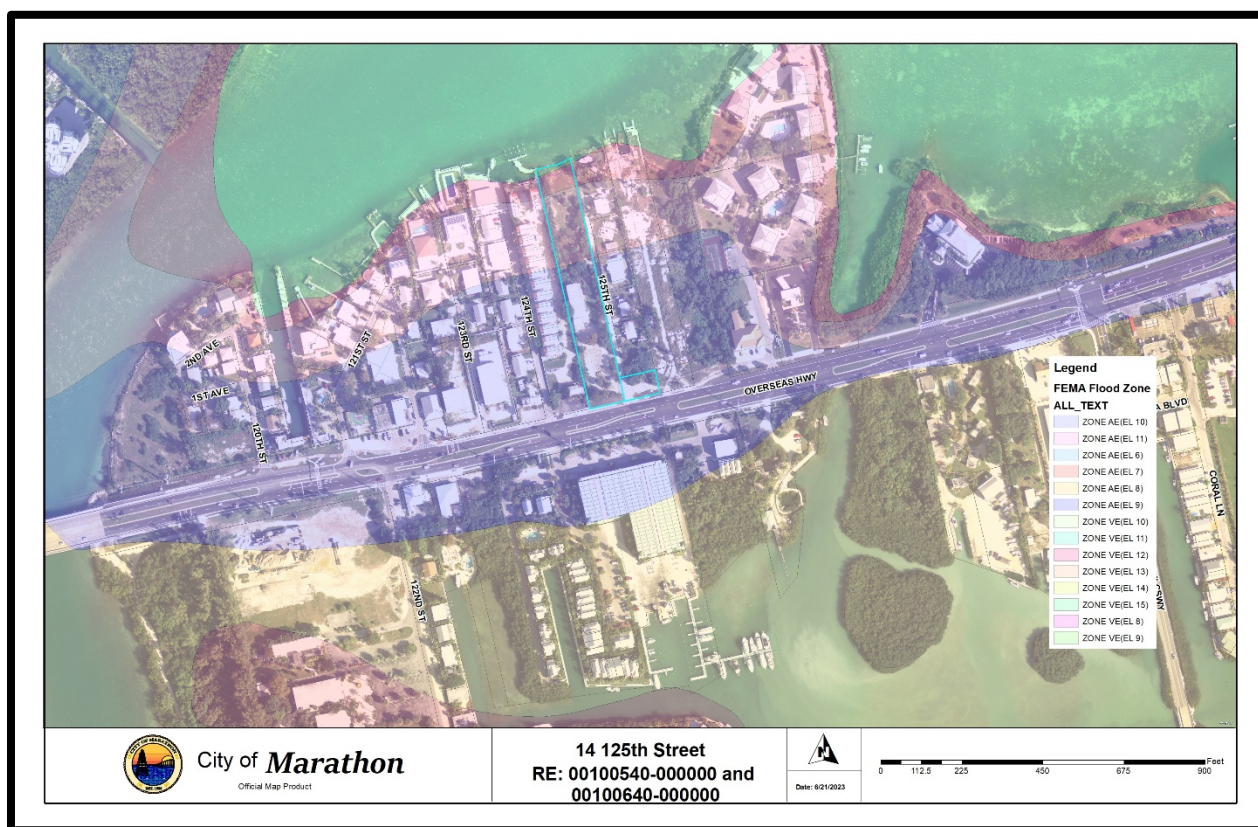 2ND AVE
1ST AVE
120TH ST
121ST ST
123RD ST
124TH ST
125TH ST
122ND ST
OVERSEAS HWY
CORAL LN
BLVD
Legend
FEMA Flood Zone
ALL_TEXT
ZONE AE(EL 10)
ZONE AE(EL 11)
ZONE AE(EL 6)
ZONE AE(EL 7)
ZONE AE(EL 8)
ZONE AE(EL 9)
ZONE VE(EL 10)
ZONE VE(EL 11)
ZONE VE(EL 12)
ZONE VE(EL 13)
ZONE VE(EL 14)
ZONE VE(EL 15)
ZONE VE(EL 8)
ZONE VE(EL 9)
City of Marathon
Official Map Product
14 125th Street
RE: 00100540-000000 and
00100640-000000
N
Date: 6/21/2023
0 112.5 225 450 675 900
Feet